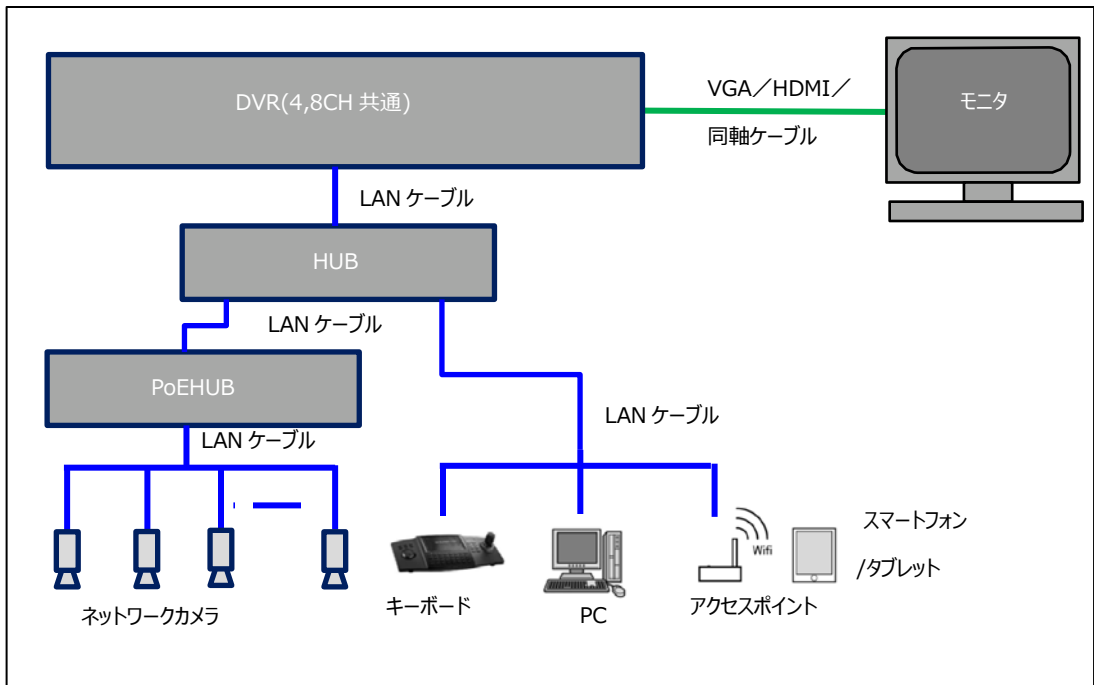 DVR(4,8CH 共通)
VGA／HDMI／
同軸ケーブル
モニタ
LAN ケーブル
HUB
LAN ケーブル
PoEHUB
LAN ケーブル
LAN ケーブル
Wifi
スマートフォン
/タブレット
ネットワークカメラ
キーボード
PC
アクセスポイント